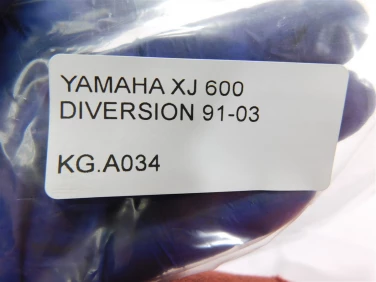 YAMAHA XJ 600
DIVERSION 91-03
KG.A034